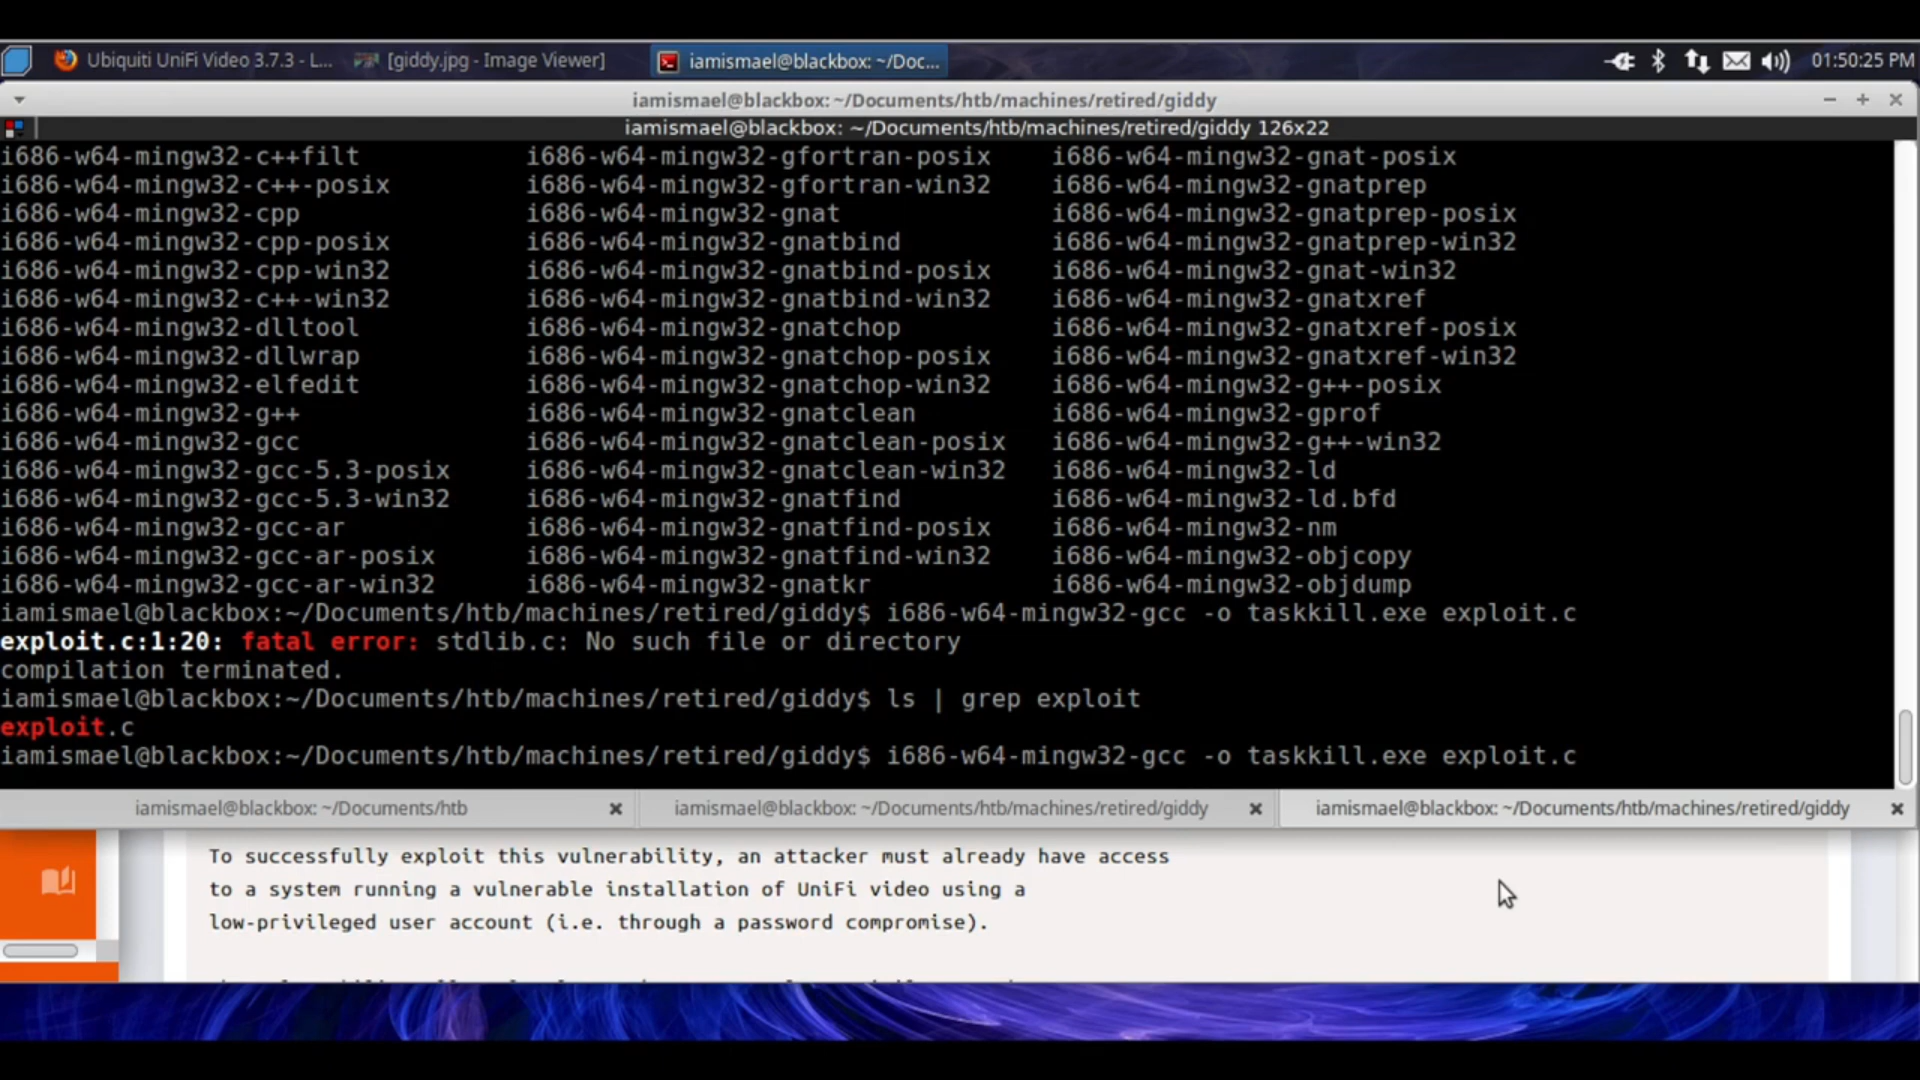 Ubiquiti UniFi Video 3.7.3 - L...
[giddy.jpg - Image Viewer]
iamismael@blackbox: ~/Doc...
01:50:25 PM
iamismael@blackbox: ~/Documents/htb/machines/retired/giddy
iamismael@blackbox: ~/Documents/htb/machines/retired/giddy 126x22
i686-w64-mingw32-c++filt i686-w64-mingw32-gfortran-posix i686-w64-mingw32-gnat-posix
i686-w64-mingw32-c++-posix i686-w64-mingw32-gfortran-win32 i686-w64-mingw32-gnatprep
i686-w64-mingw32-cpp i686-w64-mingw32-gnat i686-w64-mingw32-gnatprep-posix
i686-w64-mingw32-cpp-posix i686-w64-mingw32-gnatbind i686-w64-mingw32-gnatprep-win32
i686-w64-mingw32-cpp-win32 i686-w64-mingw32-gnatbind-posix i686-w64-mingw32-gnat-win32
i686-w64-mingw32-c++-win32 i686-w64-mingw32-gnatbind-win32 i686-w64-mingw32-gnatxref
i686-w64-mingw32-dlltool i686-w64-mingw32-gnatchop i686-w64-mingw32-gnatxref-posix
i686-w64-mingw32-dllwrap i686-w64-mingw32-gnatchop-posix i686-w64-mingw32-gnatxref-win32
i686-w64-mingw32-elfedit i686-w64-mingw32-gnatchop-win32 i686-w64-mingw32-g++-posix
i686-w64-mingw32-g++ i686-w64-mingw32-gnatclean i686-w64-mingw32-gprof
i686-w64-mingw32-gcc i686-w64-mingw32-gnatclean-posix i686-w64-mingw32-g++-win32
i686-w64-mingw32-gcc-5.3-posix i686-w64-mingw32-gnatclean-win32 i686-w64-mingw32-ld
i686-w64-mingw32-gcc-5.3-win32 i686-w64-mingw32-gnatfind i686-w64-mingw32-ld.bfd
i686-w64-mingw32-gcc-ar i686-w64-mingw32-gnatfind-posix i686-w64-mingw32-nm
i686-w64-mingw32-gcc-ar-posix i686-w64-mingw32-gnatfind-win32 i686-w64-mingw32-objcopy
i686-w64-mingw32-gcc-ar-win32 i686-w64-mingw32-gnatkr i686-w64-mingw32-objdump
iamismael@blackbox:~/Documents/htb/machines/retired/giddy$ i686-w64-mingw32-gcc -o taskkill.exe exploit.c
exploit.c:1:20: fatal error: stdlib.c: No such file or directory
compilation terminated.
iamismael@blackbox:~/Documents/htb/machines/retired/giddy$ ls | grep exploit
exploit.c
iamismael@blackbox:~/Documents/htb/machines/retired/giddy$ i686-w64-mingw32-gcc -o taskkill.exe exploit.c
iamismael@blackbox: ~/Documents/htb
iamismael@blackbox: ~/Documents/htb/machines/retired/giddy
iamismael@blackbox: ~/Documents/htb/machines/retired/giddy
To successfully exploit this vulnerability, an attacker must already have access
to a system running a vulnerable installation of UniFi video using a
low-privileged user account (i.e. through a password compromise).